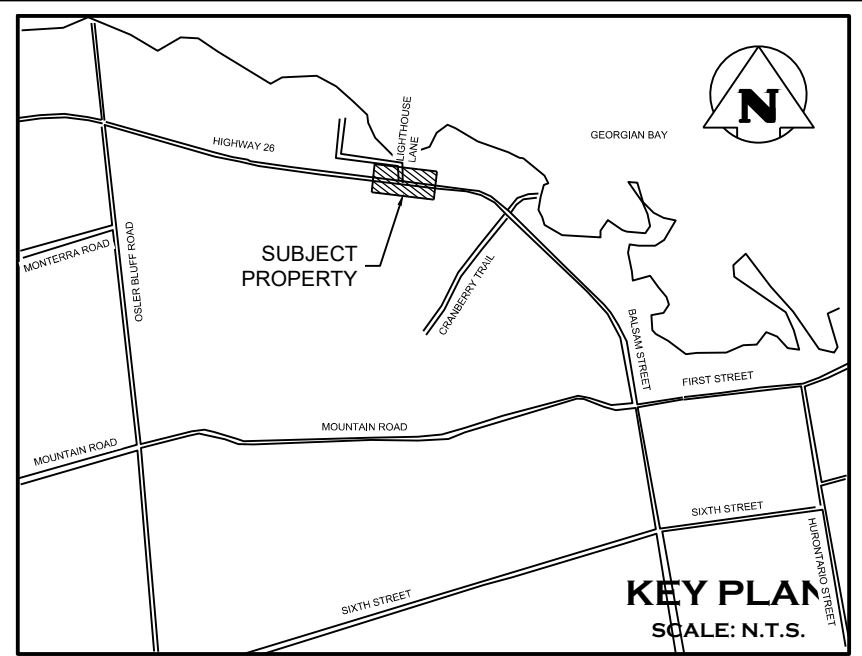 N
GEORGIAN BAY
LIGHTHOUSE
LANE
HIGHWAY 26
SUBJECT
PROPERTY
MONTERRA ROAD
OSLER BLUFF ROAD
CRANBERRY TRAIL
BALSAM STREET
FIRST STREET
MOUNTAIN ROAD
MOUNTAIN ROAD
SIXTH STREET
HURONTARIO STREET
SIXTH STREET
KEY PLAN
SCALE: N.T.S.